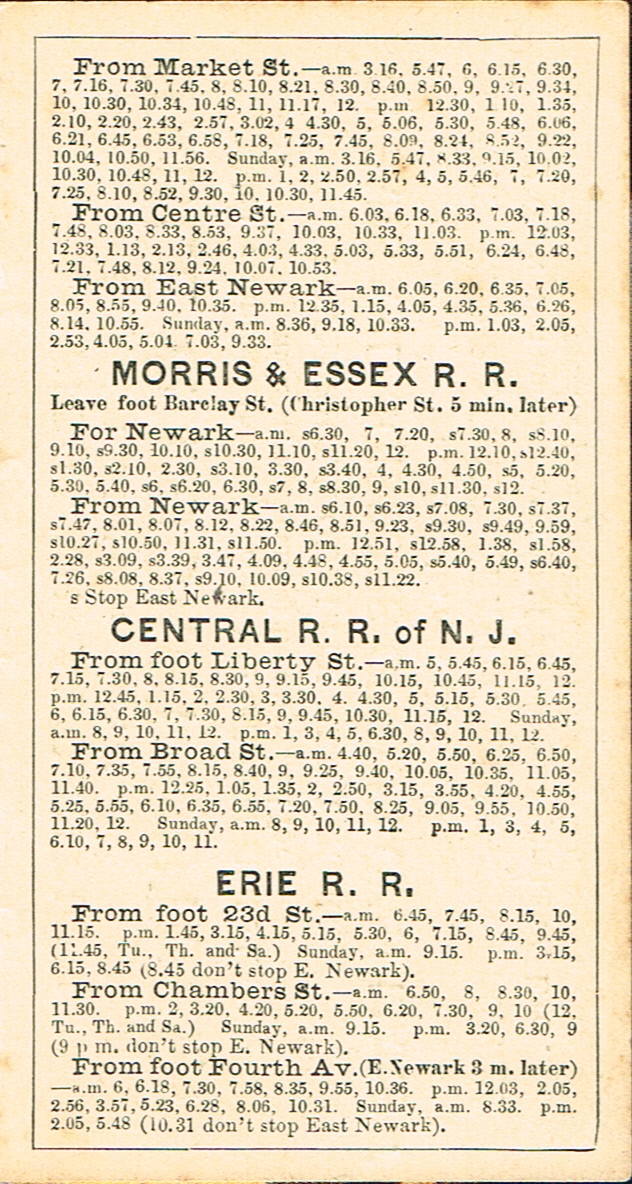 From Market St.—a.m. 3.16, 5.47, 6, 6.15, 6.30,
7, 7.16, 7.30, 7.45, 8, 8.10, 8.21, 8.30, 8.40, 8.50, 9, 9.34,
10, 10.30, 10.34, 10.48, 11, 11.17, 12. p.m 12.30, 1 10, 1.35,
2.10, 2.20, 2.43, 2.57, 3.02, 4 4.30, 5, 5.06, 5.30, 5.48, 6.06,
6.21, 6.45, 6.53, 6.58, 7.18, 7.25, 7.45, 8.09, 8.24, 8.52, 9.22,
10.04, 10.50, 11.56. Sunday, a.m. 3.16, 5.47, 8.33, 9.15, 10.02,
10.30, 10.48, 11, 12. p.m. 1, 2, 2.50, 2.57, 4, 5, 5.46, 7, 7.20,
7.25, 8.10, 8.52, 9.30, 10, 10.30, 11.45.
From Centre St.—a.m. 6.03, 6.18, 6.33, 7.03, 7.18,
7.48, 8.03, 8.33, 8.53, 9.37, 10.03, 10.33, 11.03. p.m. 12.03,
12.33, 1.13, 2.13, 2.46, 4.03, 4.33, 5.03, 5.33, 5.51, 6.24, 6.48,
7.21, 7.48, 8.12, 9.24, 10.07, 10.53.
From East Newark—a.m. 6.05, 6.20, 6.35, 7.05,
8.05, 8.55, 9.40, 10.35. p.m. 12.35, 1.15, 4.05, 4.35, 5.36, 6.26,
8.14, 10.55. Sunday, a.m. 8.36, 9.18, 10.33. p.m. 1.03, 2.05,
2.53, 4.05, 5.04 7.03, 9.33.
MORRIS & ESSEX R. R.
Leave foot Barclay St. (Christopher St. 5 min. later)
For Newark—a.m. s6.30, 7, 7.20, s7.30, 8, s8.10,
9.10, s9.30, 10.10, s10.30, 11.10, s11.20, 12. p.m. 12.10, s12.40,
s1.30, s2.10, 2.30, s3.10, 3.30, s3.40, 4, 4.30, 4.50, s5, 5.20,
5.30, 5.40, s6, s6.20, 6.30, s7, 8, s8.30, 9, s10, s11.30, s12.
From Newark—a.m. s6.10, s6.23, s7.08, 7.30, s7.37,
s7.47, 8.01, 8.07, 8.12, 8.22, 8.46, 8.51, 9.23, s9.30, s9.49, 9.59,
s10.27, s10.50, 11.31, s11.50. p.m. 12.51, s12.58, 1.38, s1.58,
2.28, s3.09, s3.39, 3.47, 4.09, 4.48, 4.55, 5.05, s5.40, 5.49, s6.40,
7.26, s8.08, 8.37, s9.10, 10.09, s10.38, s11.22.
s Stop East Newark.
CENTRAL R. R. of N. J.
From foot Liberty St.—a.m. 5, 5.45, 6.15, 6.45,
7.15, 7.30, 8, 8.15, 8.30, 9, 9.15, 9.45, 10.15, 10.45, 11.15, 12.
p.m. 12.45, 1.15, 2, 2.30, 3, 3.30, 4. 4.30, 5, 5.15, 5.30, 5.45,
6, 6.15, 6.30, 7, 7.30, 8.15, 9, 9.45, 10.30, 11.15, 12. Sunday,
a.m. 8, 9, 10, 11, 12. p.m. 1, 3, 4, 5, 6.30, 8, 9, 10, 11, 12.
From Broad St.—a.m. 4.40, 5.20, 5.50, 6.25, 6.50,
7.10, 7.35, 7.55, 8.15, 8.40, 9, 9.25, 9.40, 10.05, 10.35, 11.05,
11.40. p.m. 12.25, 1.05, 1.35, 2, 2.50, 3.15, 3.55, 4.20, 4.55,
5.25, 5.55, 6.10, 6.35, 6.55, 7.20, 7.50, 8.25, 9.05, 9.55, 10.50,
11.20, 12. Sunday, a.m. 8, 9, 10, 11, 12. p.m. 1, 3, 4, 5,
6.10, 7, 8, 9, 10, 11.
ERIE R. R.
From foot 23d St.—a.m. 6.45, 7.45, 8.15, 10,
11.15. p.m. 1.45, 3.15, 4.15, 5.15, 5.30, 6, 7.15, 8.45, 9.45,
(11.45, Tu., Th. and Sa.) Sunday, a.m. 9.15. p.m. 3.15,
6.15, 8.45 (8.45 don't stop E. Newark).
From Chambers St.—a.m. 6.50, 8, 8.30, 10,
11.30. p.m. 2, 3.20, 4.20, 5.20, 5.50, 6.20, 7.30, 9, 10 (12,
Tu., Th. and Sa.) Sunday, a.m. 9.15. p.m. 3.20, 6.30, 9
(9 p m. don't stop E. Newark).
From foot Fourth Av.(E.Newark 3 m. later)
—a.m. 6, 6.18, 7.30, 7.58, 8.35, 9.55, 10.36. p.m. 12.03, 2.05,
2.56, 3.57, 5.23, 6.28, 8.06, 10.31. Sunday, a.m. 8.33. p.m.
2.05, 5.48 (10.31 don't stop East Newark).